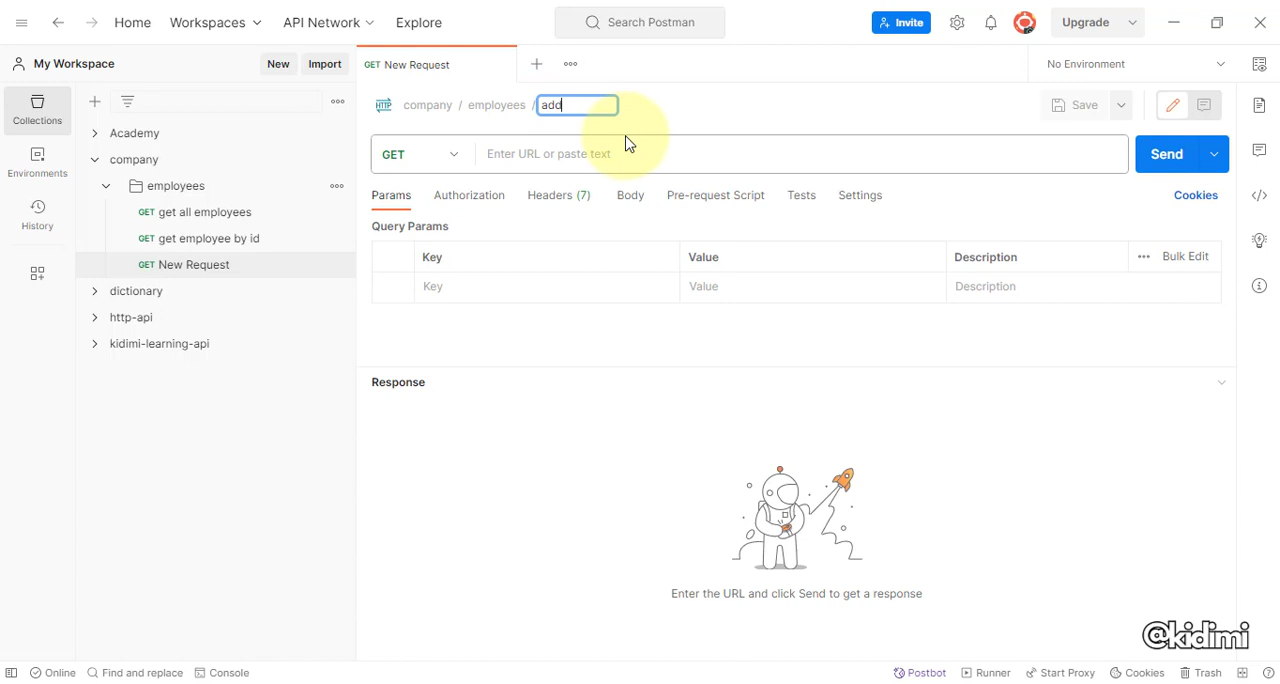 Home Workspaces API Network Explore Search Postman Invite Upgrade
My Workspace New Import GET New Request No Environment
Collections
Environments
History
Academy
company
employees
GET get all employees
GET get employee by id
GET New Request
dictionary
http-api
kidimi-learning-api
HTTP company / employees / add Save
GET Enter URL or paste text Send
Params Authorization Headers (7) Body Pre-request Script Tests Settings Cookies
Query Params
Key Value Description Bulk Edit
Key Value Description
Response
Enter the URL and click Send to get a response
@kidimi
Online Find and replace Console Postbot Runner Start Proxy Cookies Trash